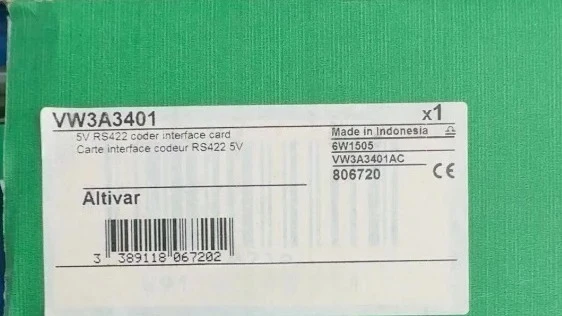 VW3A3401 x1
5V RS422 coder interface card
Carte interface codeur RS422 5V
Made in Indonesia
6W1505
VW3A3401AC
806720 CE
Altivar
3 389118 067202